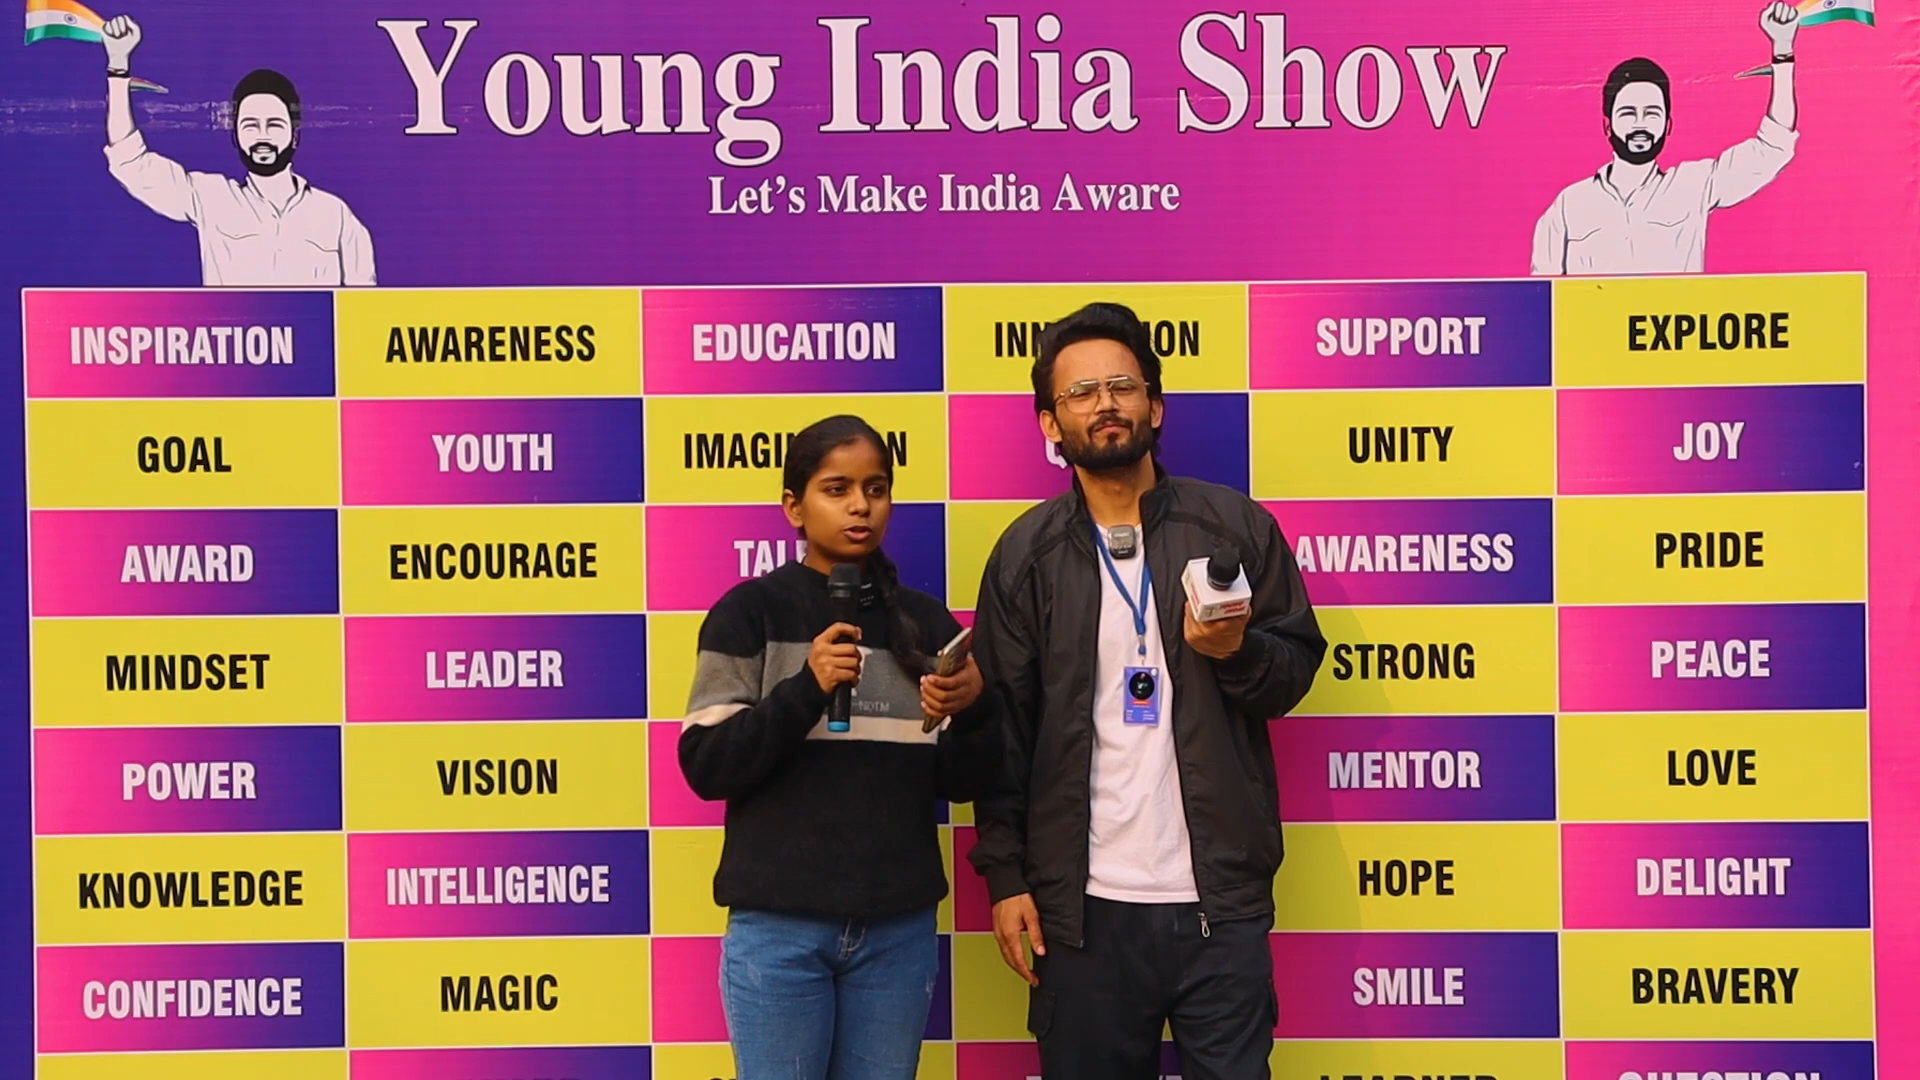 Young India Show
Let's Make India Aware
INSPIRATION
AWARENESS
EDUCATION
SUPPORT
EXPLORE
GOAL
YOUTH
UNITY
JOY
AWARD
ENCOURAGE
AWARENESS
PRIDE
MINDSET
LEADER
STRONG
PEACE
POWER
VISION
MENTOR
LOVE
KNOWLEDGE
INTELLIGENCE
HOPE
DELIGHT
CONFIDENCE
MAGIC
SMILE
BRAVERY